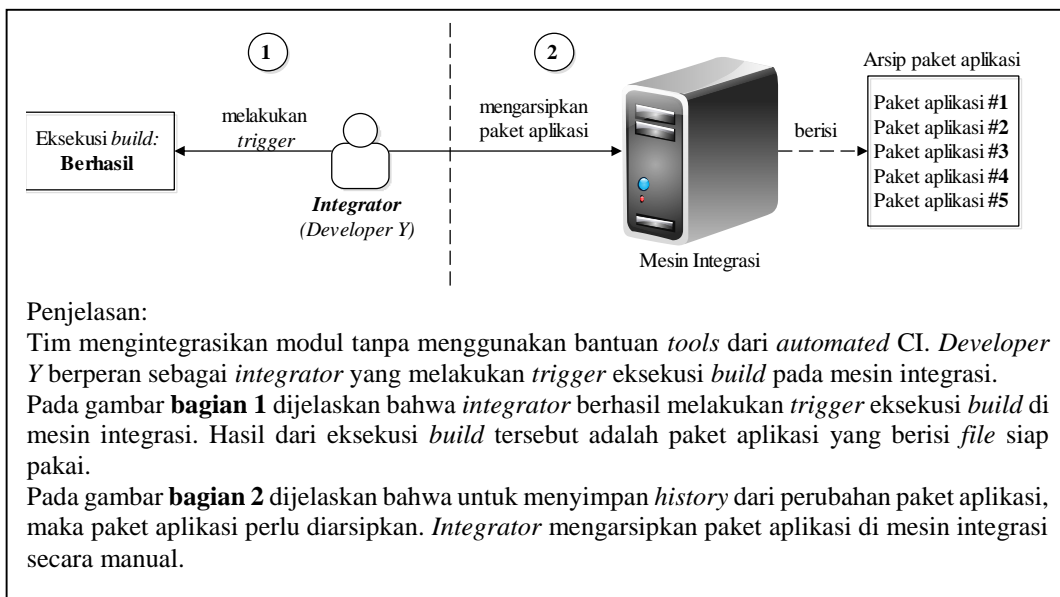 1
2
Arsip paket aplikasi
Eksekusi build:
Berhasil
melakukan
trigger
Integrator
(Developer Y)
mengarsipkan
paket aplikasi
Mesin Integrasi
berisi
Paket aplikasi #1
Paket aplikasi #2
Paket aplikasi #3
Paket aplikasi #4
Paket aplikasi #5
Penjelasan:
Tim mengintegrasikan modul tanpa menggunakan bantuan tools dari automated CI. Developer
Y berperan sebagai integrator yang melakukan trigger eksekusi build pada mesin integrasi.
Pada gambar bagian 1 dijelaskan bahwa integrator berhasil melakukan trigger eksekusi build di
mesin integrasi. Hasil dari eksekusi build tersebut adalah paket aplikasi yang berisi file siap
pakai.
Pada gambar bagian 2 dijelaskan bahwa untuk menyimpan history dari perubahan paket aplikasi,
maka paket aplikasi perlu diarsipkan. Integrator mengarsipkan paket aplikasi di mesin integrasi
secara manual.